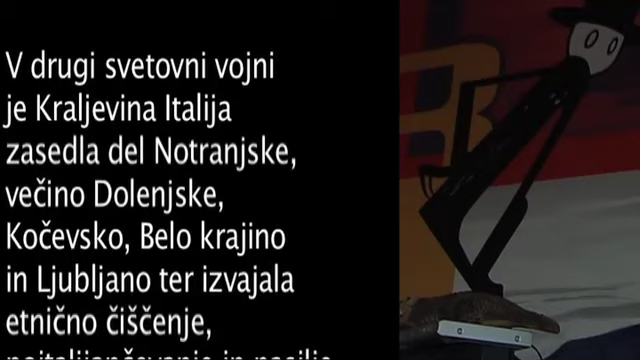 V drugi svetovni vojni
je Kraljevina Italija
zasedla del Notranjske,
večino Dolenjske,
Kočevsko, Belo krajino
in Ljubljano ter izvajala
etnično čiščenje,